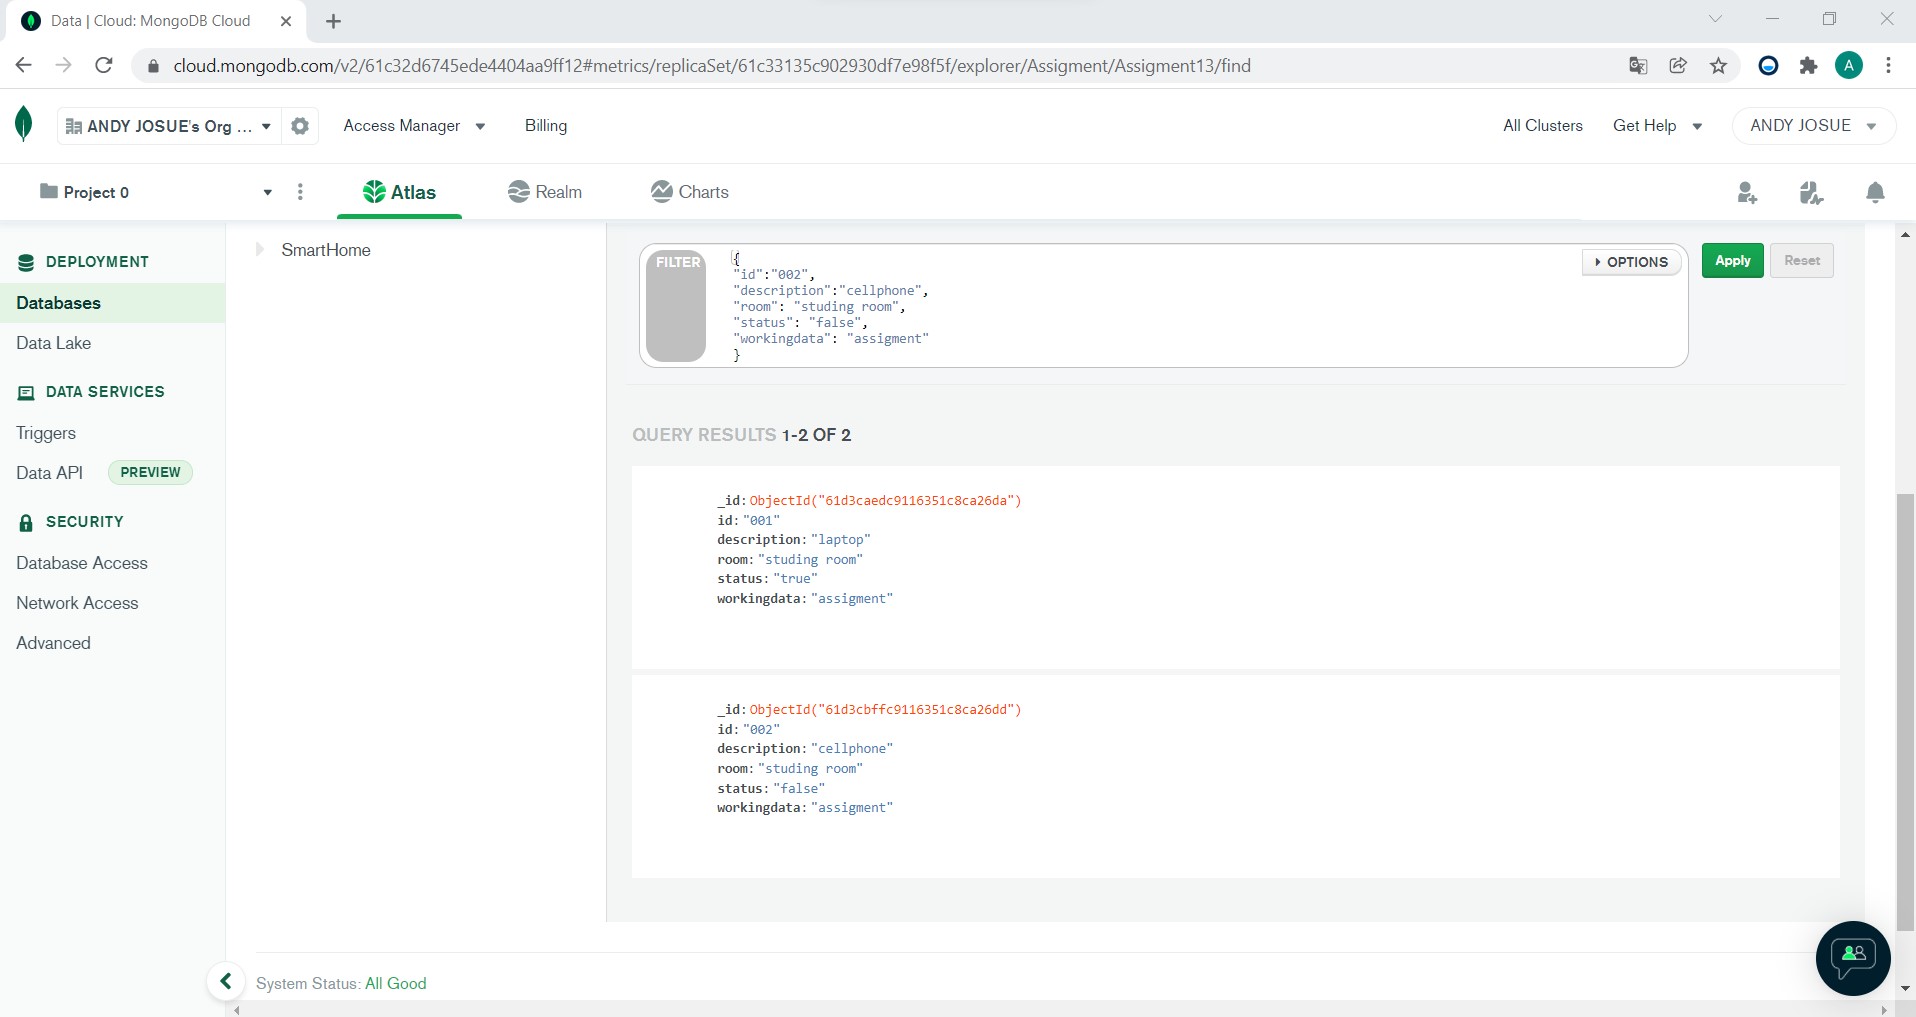 Data | Cloud: MongoDB Cloud
cloud.mongodb.com/v2/61c32d6745ede4404aa9ff12#metrics/replicaSet/61c33135c902930df7e98f5f/explorer/Assigment/Assigment13/find
A
ANDY JOSUE's Org ...
Access Manager
Billing
All Clusters
Get Help
ANDY JOSUE
Project 0
Atlas
Realm
Charts
DEPLOYMENT
Databases
Data Lake
DATA SERVICES
Triggers
Data API PREVIEW
SECURITY
Database Access
Network Access
Advanced
SmartHome
FILTER
{
"id":"002",
"description":"cellphone",
"room": "studing room",
"status": "false",
"workingdata": "assigment"
}
OPTIONS
Apply
Reset
QUERY RESULTS 1-2 OF 2
_id: ObjectId("61d3caedc9116351c8ca26da")
id: "001"
description: "laptop"
room: "studing room"
status: "true"
workingdata: "assigment"
_id: ObjectId("61d3cbffc9116351c8ca26dd")
id: "002"
description: "cellphone"
room: "studing room"
status: "false"
workingdata: "assigment"
System Status: All Good